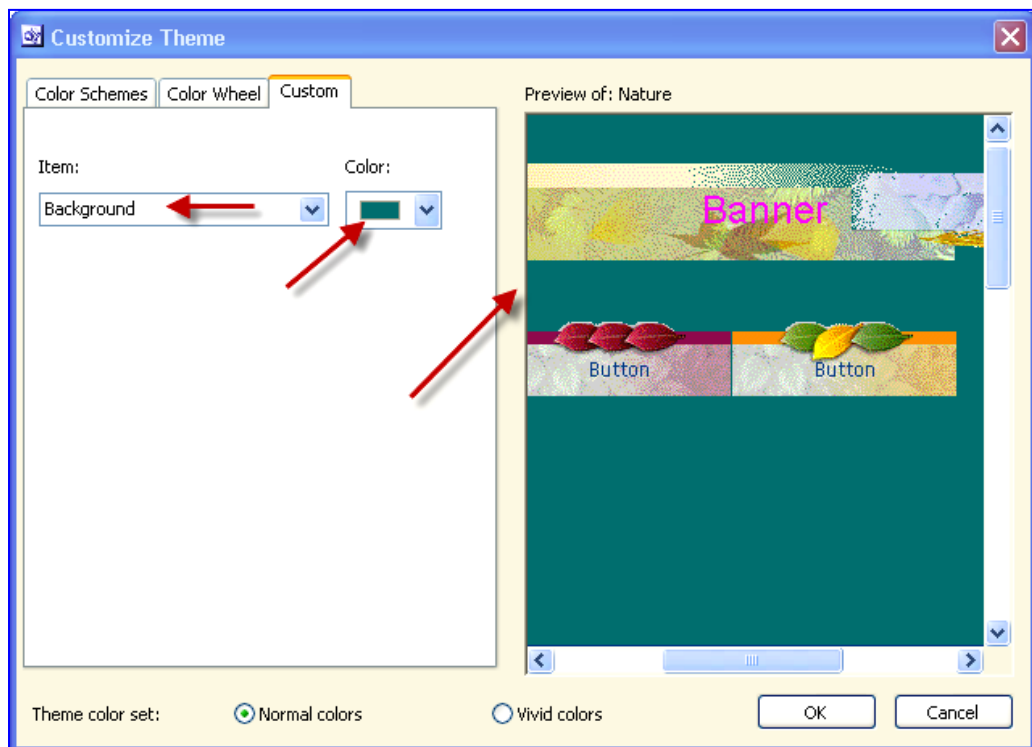 Customize Theme
Color Schemes Color Wheel Custom
Preview of: Nature
Item: Color:
Background
Banner
Button Button
Theme color set: Normal colors Vivid colors OK Cancel